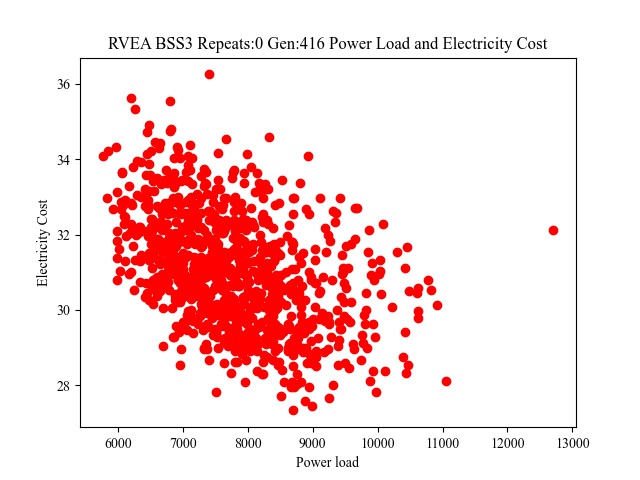 RVEA BSS3 Repeats:0 Gen:416 Power Load and Electricity Cost
36
34
32
30
28
Electricity Cost
6000 7000 8000 9000 10000 11000 12000 13000
Power load